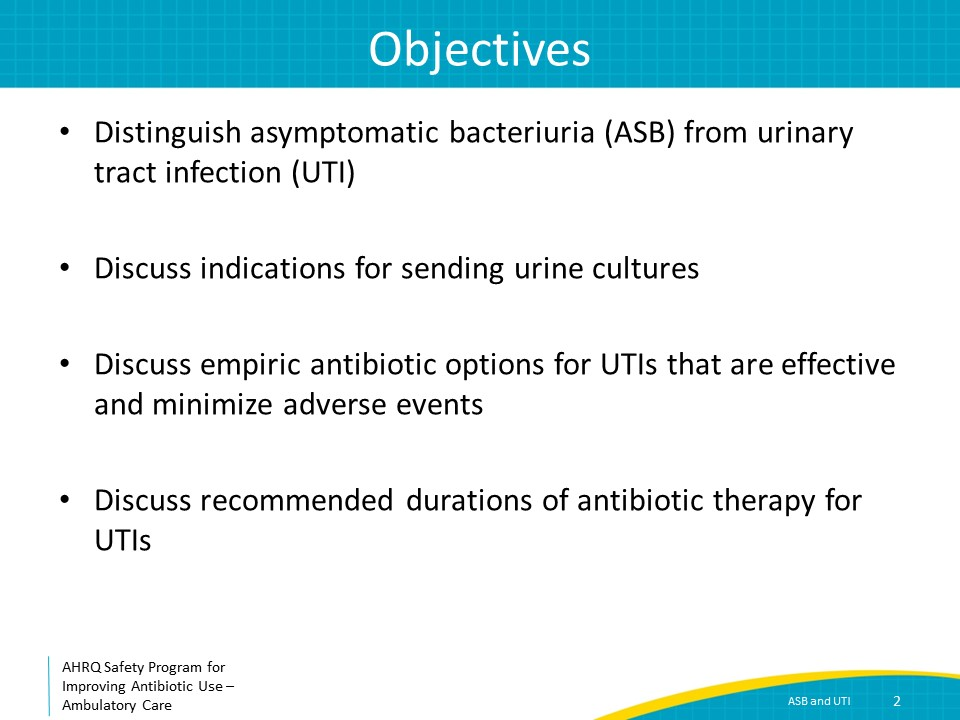 Objectives
• Distinguish asymptomatic bacteriuria (ASB) from urinary
tract infection (UTI)
• Discuss indications for sending urine cultures
• Discuss empiric antibiotic options for UTIs that are effective
and minimize adverse events
• Discuss recommended durations of antibiotic therapy for
UTIs
AHRQ Safety Program for
Improving Antibiotic Use –
Ambulatory Care
ASB and UTI 2